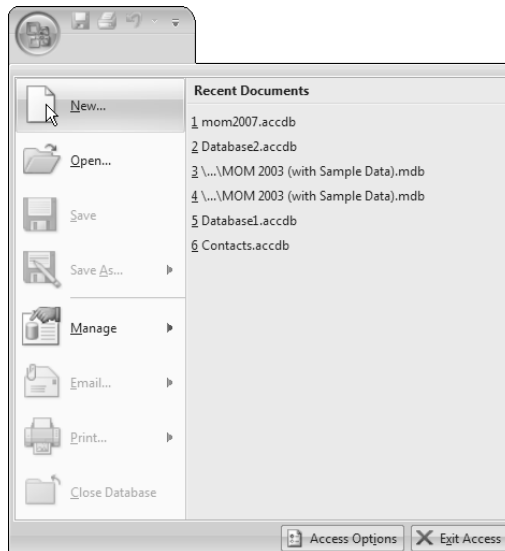 New...
Open...
Save
Save As...
Manage
Email...
Print...
Close Database
Recent Documents
1 mom2007.accdb
2 Database2.accdb
3 \...\MOM 2003 (with Sample Data).mdb
4 \...\MOM 2003 (with Sample Data).mdb
5 Database1.accdb
6 Contacts.accdb
Access Options
Exit Access